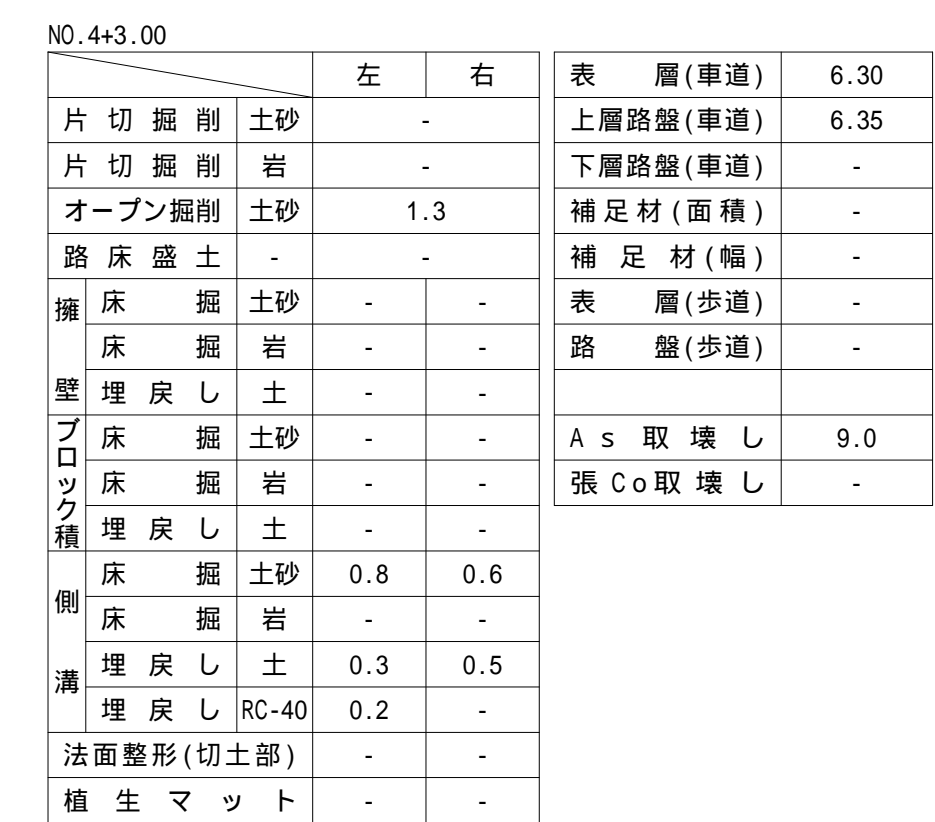 NO.4+3.00
左 右
片切掘削 土砂 -
片切掘削 岩 -
オープン掘削 土砂 1.3
路床盛土 - -
擁壁
床掘 土砂 - -
床掘 岩 - -
埋戻し 土 - -
ブロック積
床掘 土砂 - -
床掘 岩 - -
埋戻し 土 - -
側溝
床掘 土砂 0.8 0.6
床掘 岩 - -
埋戻し 土 0.3 0.5
埋戻し RC-40 0.2 -
法面整形(切土部) - -
植生マット - -
表層(車道) 6.30
上層路盤(車道) 6.35
下層路盤(車道) -
補足材(面積) -
補足材(幅) -
表層(歩道) -
路盤(歩道) -
As取壊し 9.0
張Co取壊し -